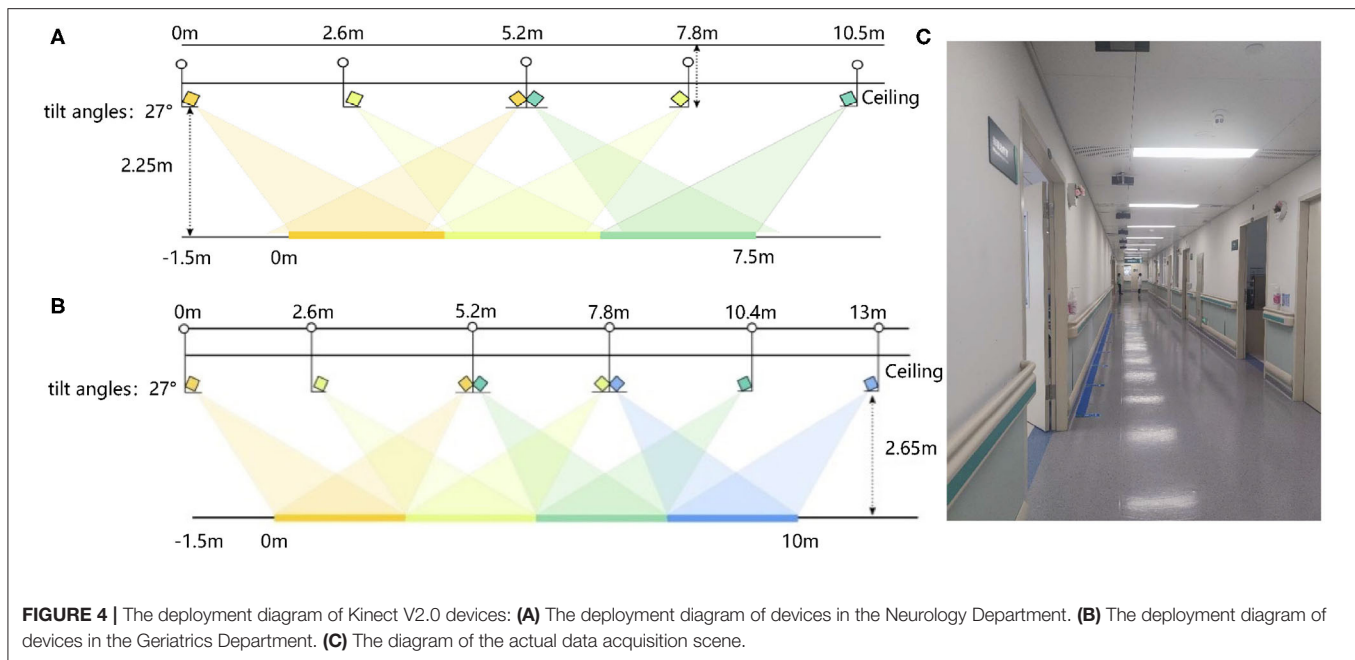 A
0m 2.6m 5.2m 7.8m 10.5m
tilt angles: 27°
Ceiling
2.25m
-1.5m 0m 7.5m
B
0m 2.6m 5.2m 7.8m 10.4m 13m
tilt angles: 27°
Ceiling
2.65m
-1.5m 0m 10m
C
FIGURE 4 | The deployment diagram of Kinect V2.0 devices: (A) The deployment diagram of devices in the Neurology Department. (B) The deployment diagram of
devices in the Geriatrics Department. (C) The diagram of the actual data acquisition scene.